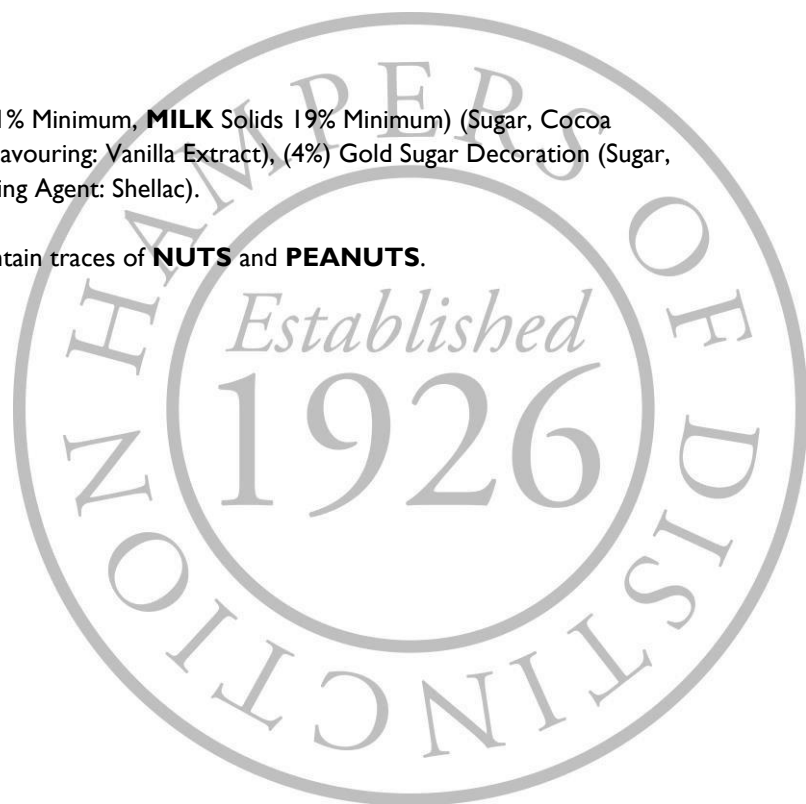 1% Minimum, MILK Solids 19% Minimum) (Sugar, Cocoa
avouring: Vanilla Extract), (4%) Gold Sugar Decoration (Sugar,
ing Agent: Shellac).
ntain traces of NUTS and PEANUTS.
HAMPERS OF DISTINCTION
Established
1926